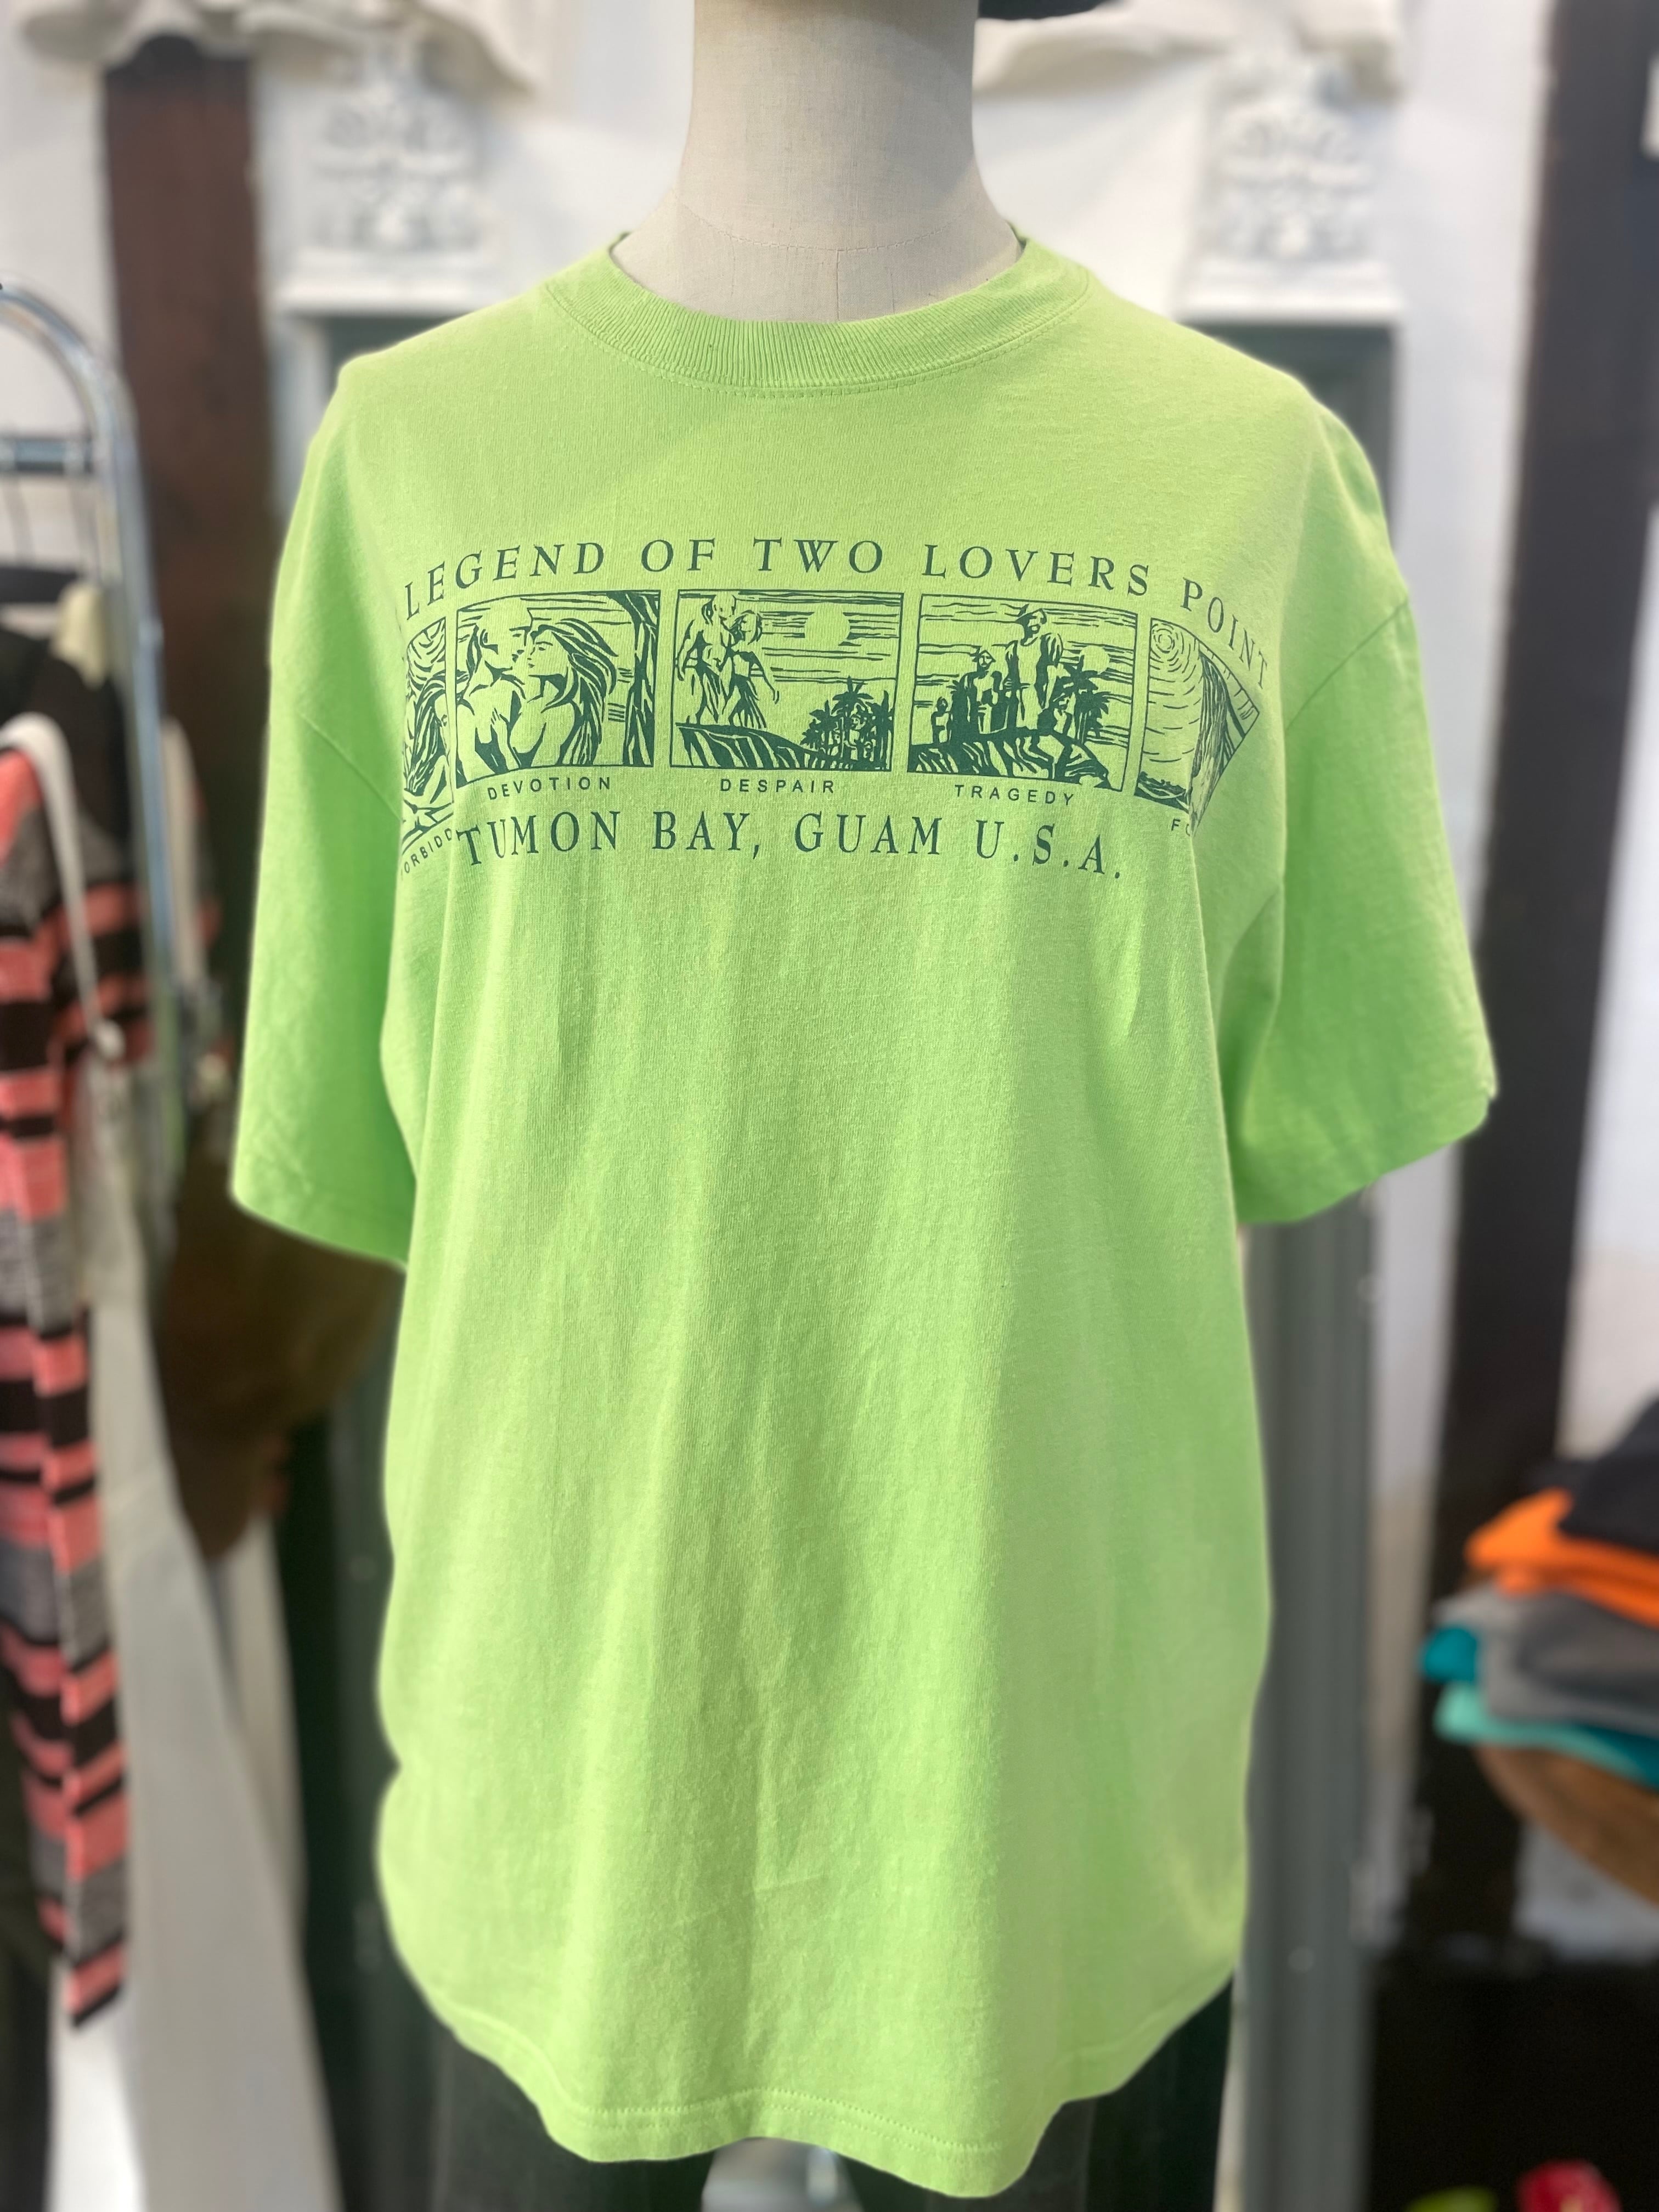 LEGEND OF TWO LOVERS POINT
DEVOTION DESPAIR TRAGEDY
TUMON BAY, GUAM U.S.A.